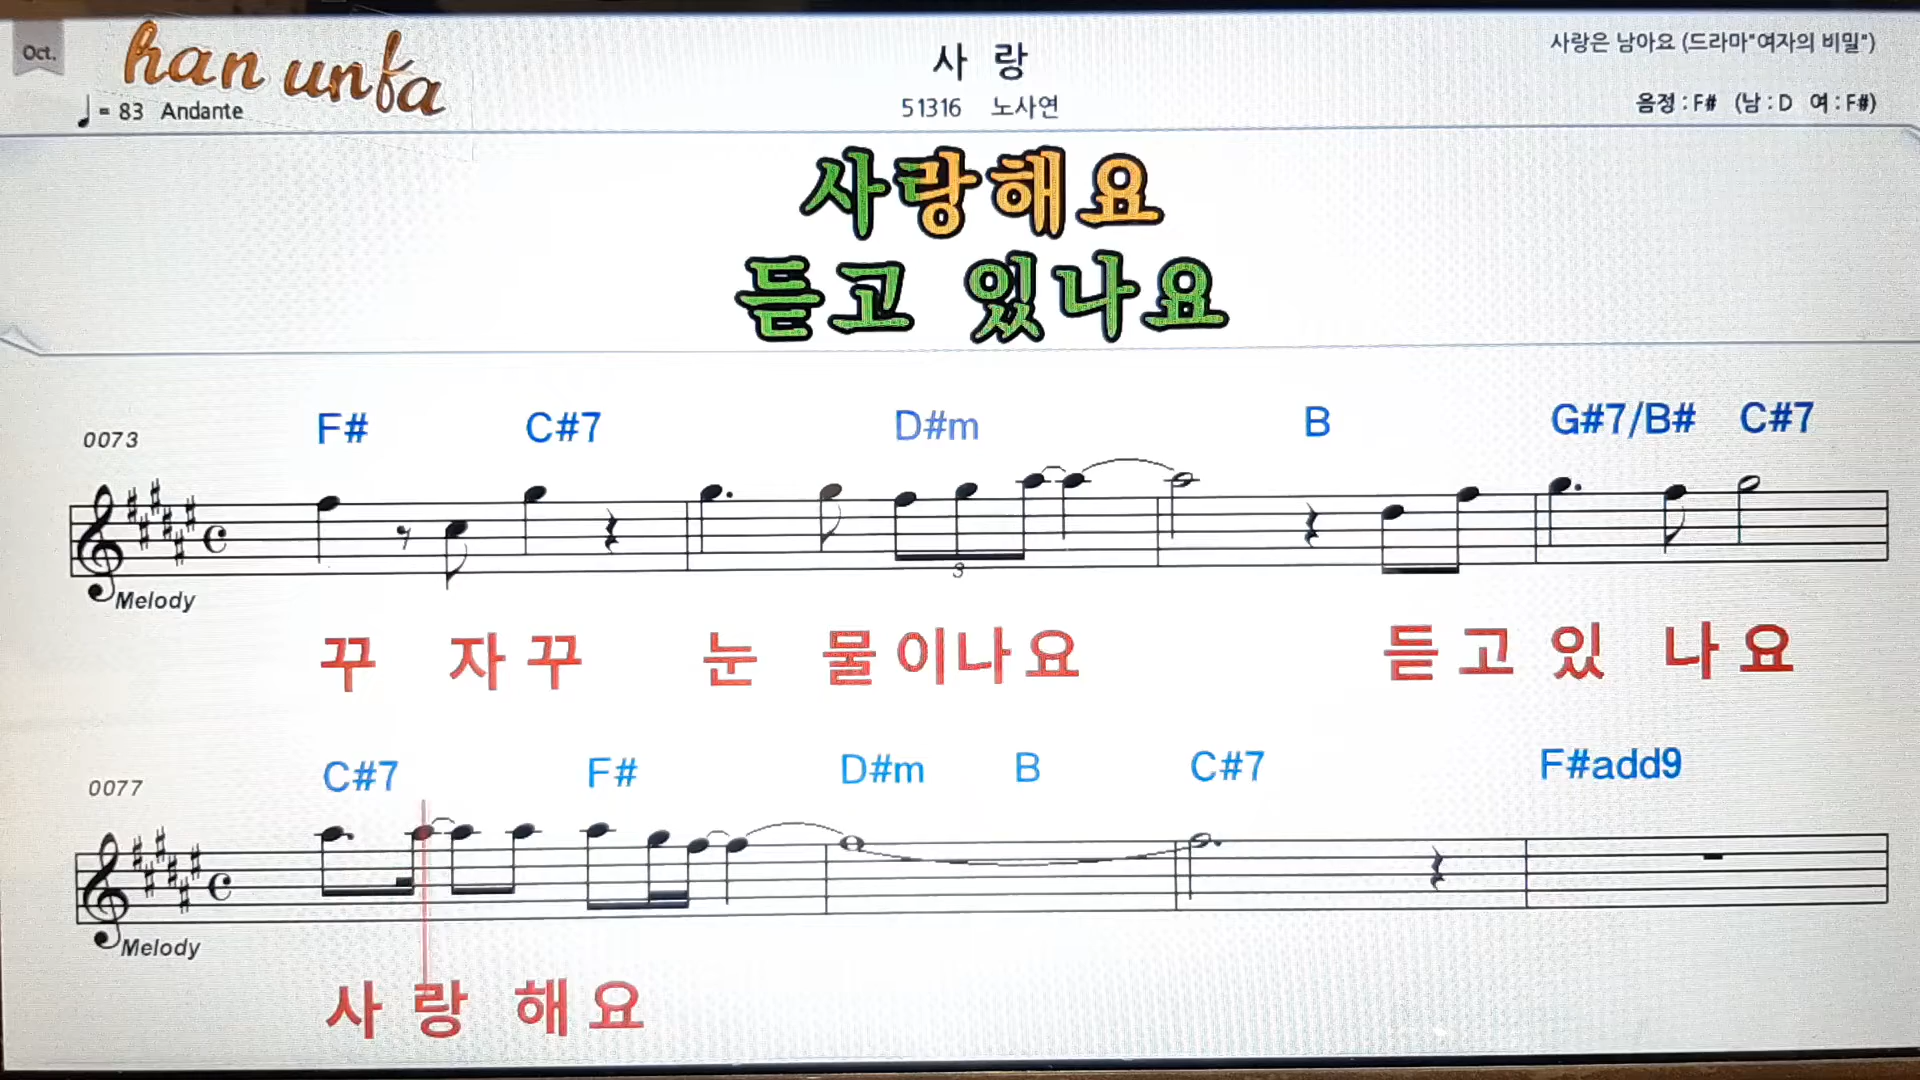 Oct.
han unfa
= 83 Andante
사 랑
51316 노사연
사랑은 남아요 (드라마"여자의 비밀")
음정 : F# (남 : D 여 : F#)
사랑해요
듣고 있나요
0073
F# C#7 D#m B G#7/B# C#7
3
Melody
꾸 자꾸 눈 물이나요 듣고 있 나요
0077
C#7 F# D#m B C#7 F#add9
Melody
사 랑 해 요